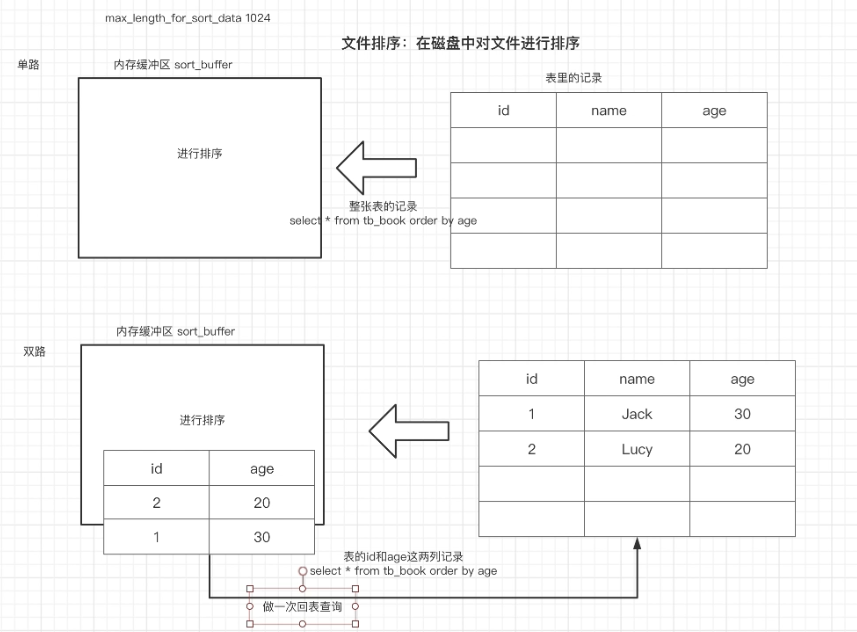 max_length_for_sort_data 1024
文件排序：在磁盘中对文件进行排序
单路
内存缓冲区 sort_buffer
表里的记录
id name age
进行排序
整张表的记录
select * from tb_book order by age
内存缓冲区 sort_buffer
双路
id name age
1 Jack 30
2 Lucy 20
进行排序
id age
2 20
1 30
表的id和age这两列记录
select * from tb_book order by age
做一次回表查询